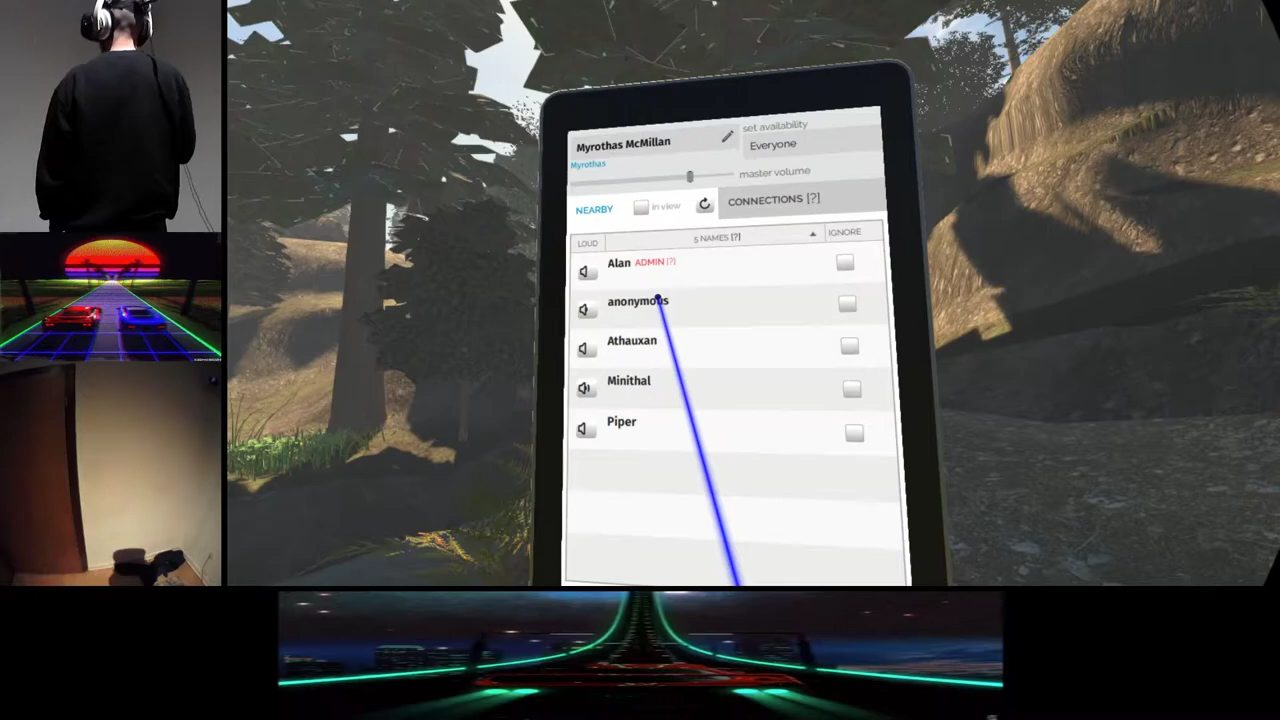 Myrothas McMillan
set availability
Everyone
Myrothas
master volume
NEARBY
in view
CONNECTIONS [?]
LOUD
5 NAMES [?]
IGNORE
Alan ADMIN [?]
anonymous
Athauxan
Minithal
Piper